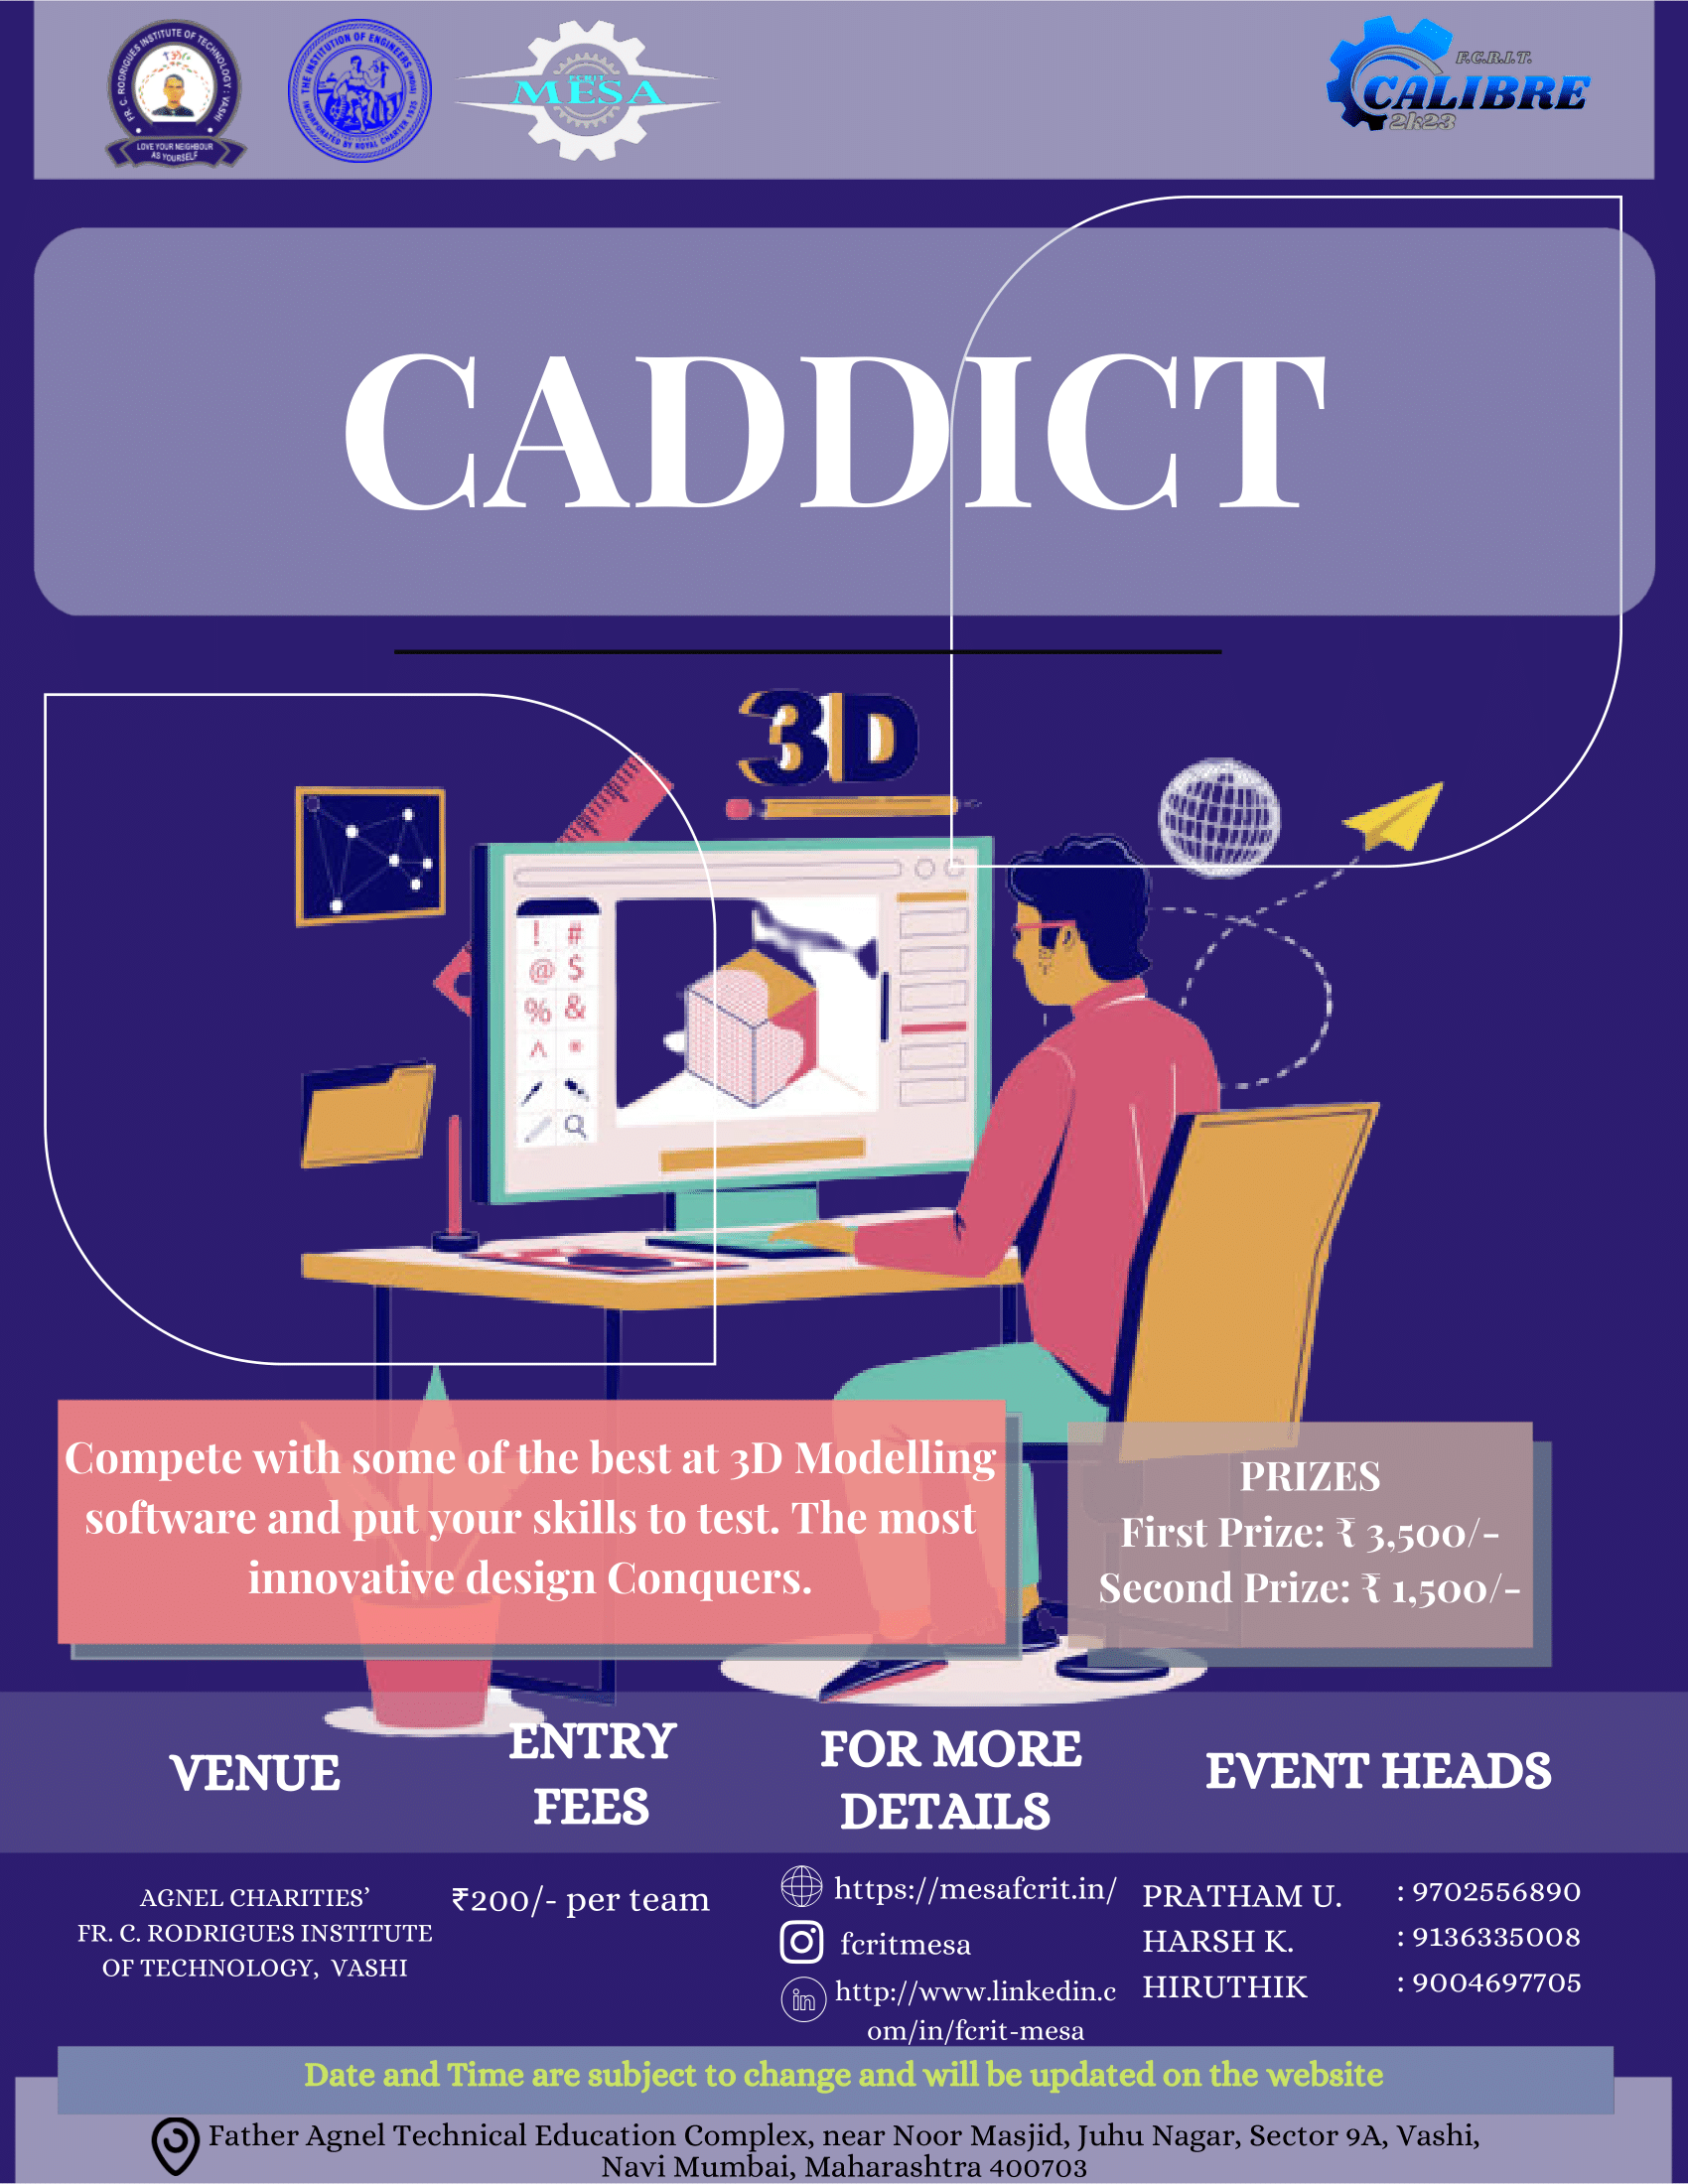 FR. C. RODRIGUES INSTITUTE OF TECHNOLOGY : VASHI
LOVE YOUR NEIGHBOUR
AS YOURSELF
THE INSTITUTION OF ENGINEERS (INDIA)
INCORPORATED BY ROYAL CHARTER 1935
FCRIT
MESA
F.C.R.I.T.
CALIBRE
2k23
CADDICT
3D
! #
@ $
% &
^ *
Compete with some of the best at 3D Modelling
software and put your skills to test. The most
innovative design Conquers.
PRIZES
First Prize: ₹ 3,500/-
Second Prize: ₹ 1,500/-
VENUE
AGNEL CHARITIES’
FR. C. RODRIGUES INSTITUTE
OF TECHNOLOGY, VASHI
ENTRY
FEES
₹200/- per team
FOR MORE
DETAILS
https://mesafcrit.in/
fcritmesa
in
http://www.linkedin.c
om/in/fcrit-mesa
EVENT HEADS
PRATHAM U. : 9702556890
HARSH K. : 9136335008
HIRUTHIK : 9004697705
Date and Time are subject to change and will be updated on the website
Father Agnel Technical Education Complex, near Noor Masjid, Juhu Nagar, Sector 9A, Vashi,
Navi Mumbai, Maharashtra 400703